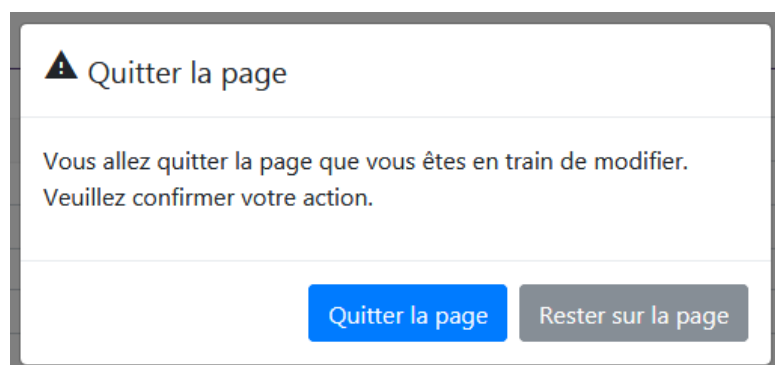 Quitter la page
Vous allez quitter la page que vous êtes en train de modifier.
Veuillez confirmer votre action.
Quitter la page
Rester sur la page